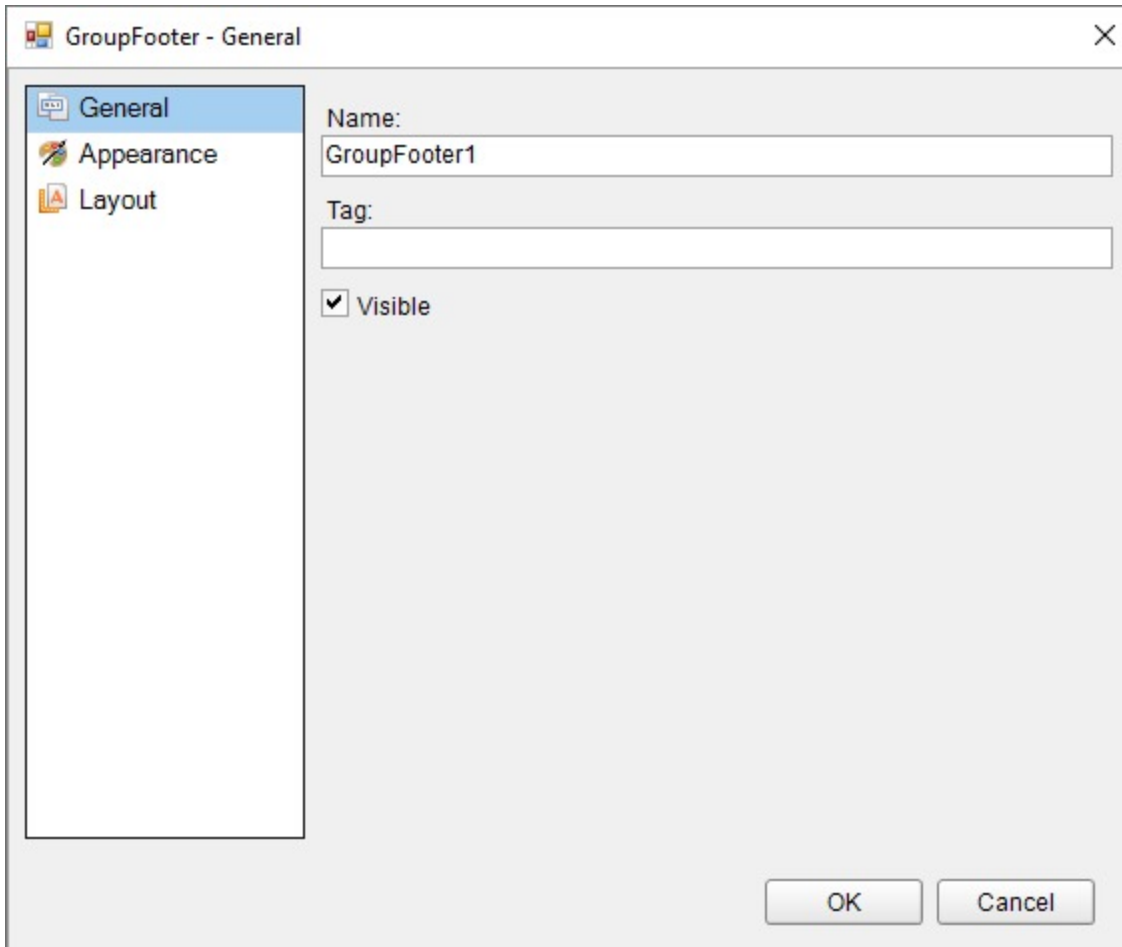 GroupFooter - General
General
Appearance
Layout
Name:
GroupFooter1
Tag:
Visible
OK
Cancel